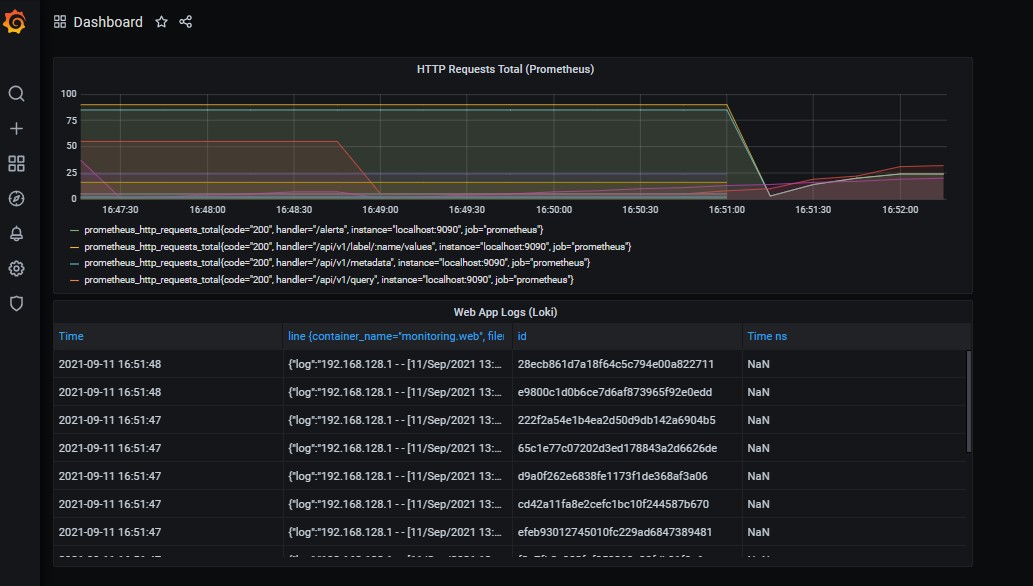 Dashboard
HTTP Requests Total (Prometheus)
100
75
50
25
0
16:47:30 16:48:00 16:48:30 16:49:00 16:49:30 16:50:00 16:50:30 16:51:00 16:51:30 16:52:00
prometheus_http_requests_total{code="200", handler="/alerts", instance="localhost:9090", job="prometheus"}
prometheus_http_requests_total{code="200", handler="/api/v1/label/:name/values", instance="localhost:9090", job="prometheus"}
prometheus_http_requests_total{code="200", handler="/api/v1/metadata", instance="localhost:9090", job="prometheus"}
prometheus_http_requests_total{code="200", handler="/api/v1/query", instance="localhost:9090", job="prometheus"}
Web App Logs (Loki)
Time line {container_name="monitoring.web", filer id Time ns
2021-09-11 16:51:48 {"log":"192.168.128.1 - - [11/Sep/2021 13:... 28ecb861d7a18f64c5c794e00a822711 NaN
2021-09-11 16:51:48 {"log":"192.168.128.1 - - [11/Sep/2021 13:... e9800c1d0b6ce7d6af873965f92e0edd NaN
2021-09-11 16:51:47 {"log":"192.168.128.1 - - [11/Sep/2021 13:... 222f2a54e1b4ea2d50d9db142a6904b5 NaN
2021-09-11 16:51:47 {"log":"192.168.128.1 - - [11/Sep/2021 13:... 65c1e77c07202d3ed178843a2d6626de NaN
2021-09-11 16:51:47 {"log":"192.168.128.1 - - [11/Sep/2021 13:... d9a0f262e6838fe1173f1de368af3a06 NaN
2021-09-11 16:51:47 {"log":"192.168.128.1 - - [11/Sep/2021 13:... cd42a11fa8e2cefc1bc10f244587b670 NaN
2021-09-11 16:51:47 {"log":"192.168.128.1 - - [11/Sep/2021 13:... efeb93012745010fc229ad6847389481 NaN